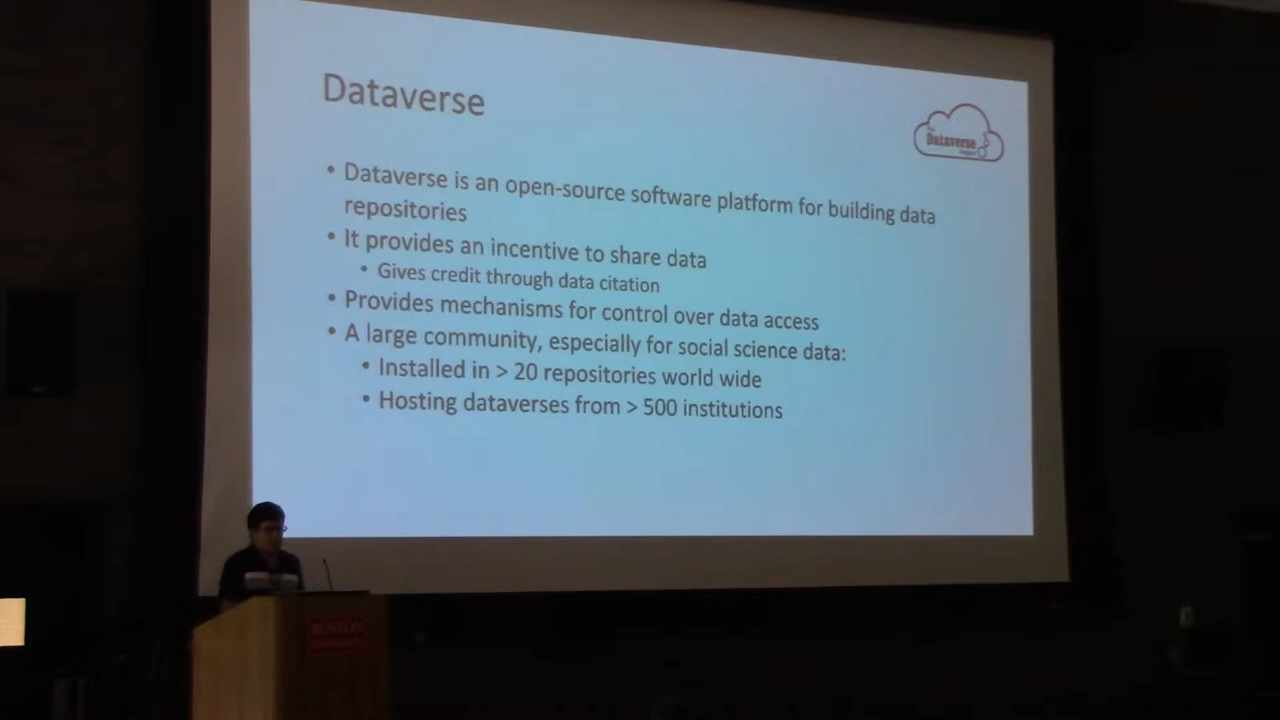 Dataverse
The
Dataverse
Project
• Dataverse is an open-source software platform for building data
repositories
• It provides an incentive to share data
• Gives credit through data citation
• Provides mechanisms for control over data access
• A large community, especially for social science data:
• Installed in > 20 repositories world wide
• Hosting dataverses from > 500 institutions
BOSTON